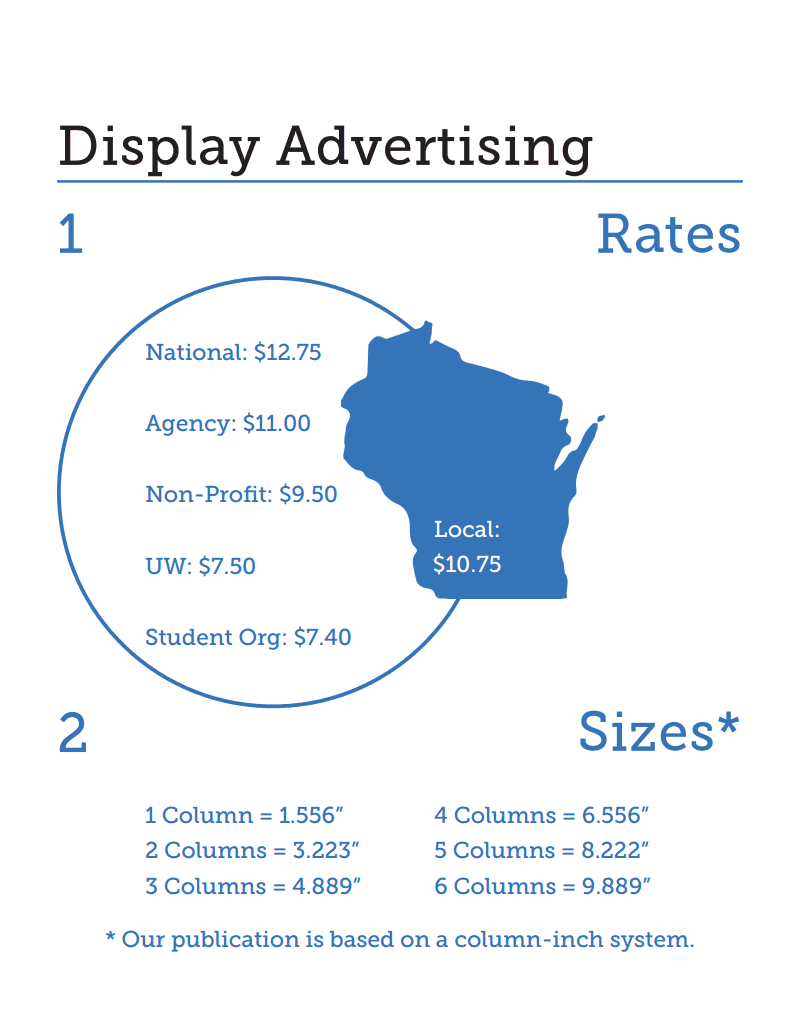 Display Advertising
1
Rates
National: $12.75
Agency: $11.00
Non-Profit: $9.50
UW: $7.50
Student Org: $7.40
Local:
$10.75
2
Sizes*
1 Column = 1.556”
2 Columns = 3.223”
3 Columns = 4.889”
4 Columns = 6.556”
5 Columns = 8.222”
6 Columns = 9.889”
* Our publication is based on a column-inch system.